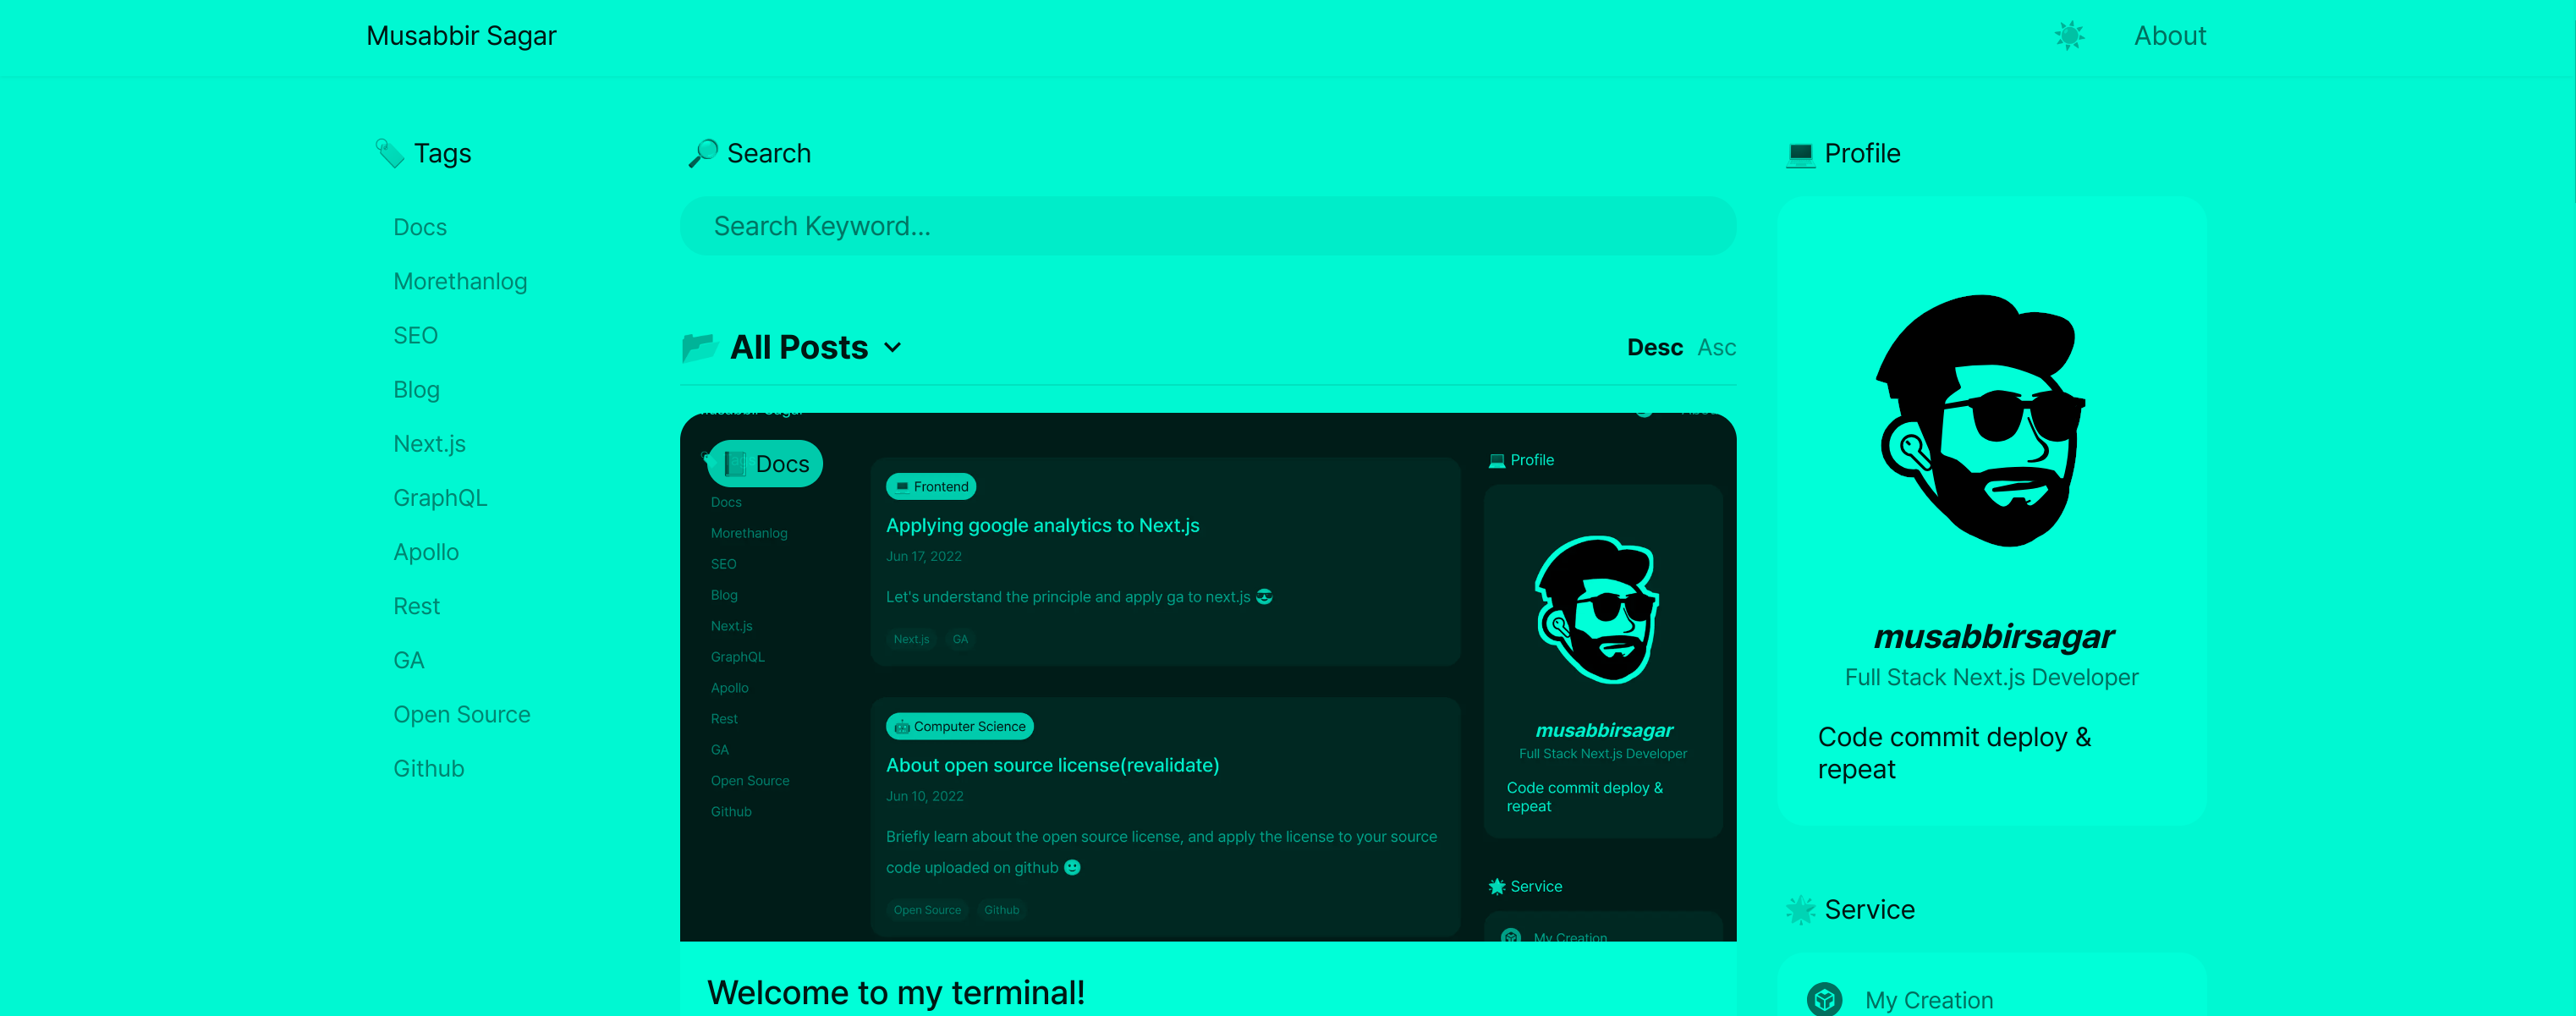 Musabbir Sagar
About
Tags
Docs
Morethanlog
SEO
Blog
Next.js
GraphQL
Apollo
Rest
GA
Open Source
Github
Search
Search Keyword...
All Posts
Desc Asc
Docs
Docs
Morethanlog
SEO
Blog
Next.js
GraphQL
Apollo
Rest
GA
Open Source
Github
Frontend
Applying google analytics to Next.js
Jun 17, 2022
Let's understand the principle and apply ga to next.js 😎
Next.js GA
Computer Science
About open source license(revalidate)
Jun 10, 2022
Briefly learn about the open source license, and apply the license to your source
code uploaded on github 🙂
Open Source Github
Profile
musabbirsagar
Full Stack Next.js Developer
Code commit deploy &
repeat
Service
My Creation
Welcome to my terminal!
Profile
musabbirsagar
Full Stack Next.js Developer
Code commit deploy &
repeat
Service
My Creation